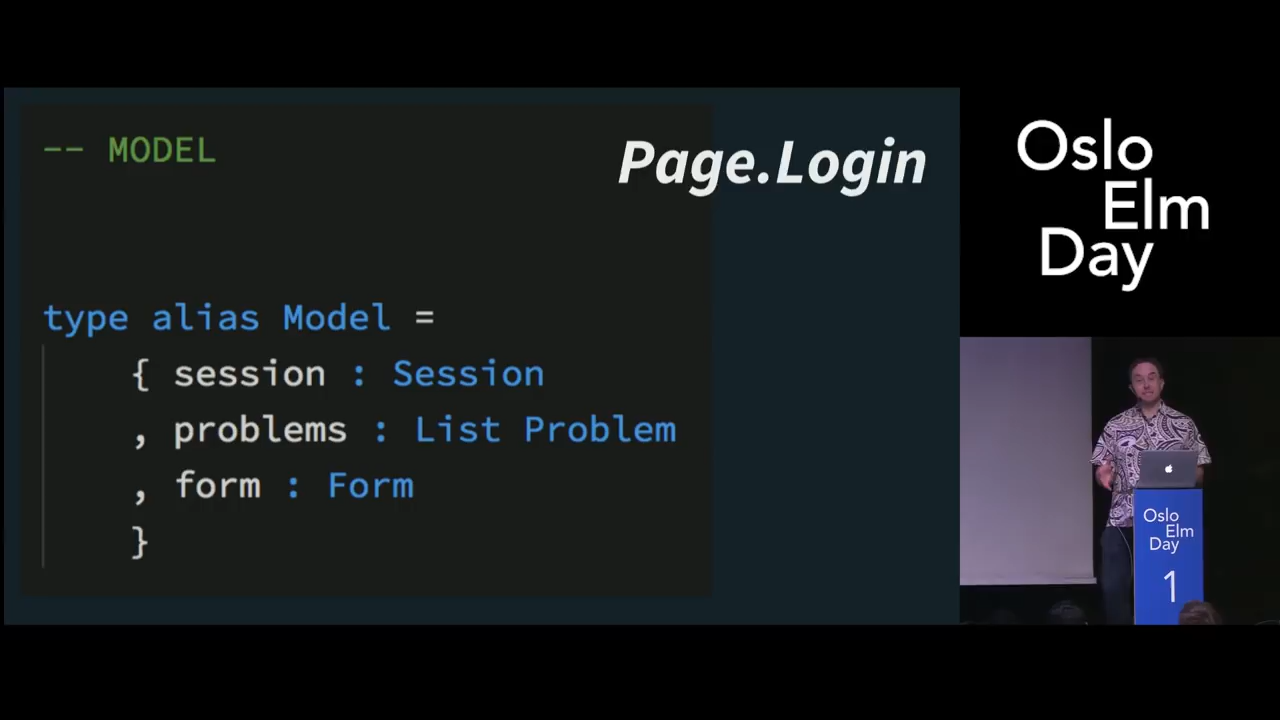 -- MODEL
Page.Login
type alias Model =
{ session : Session
, problems : List Problem
, form : Form
}
Oslo
Elm
Day
Oslo
Elm
Day
1